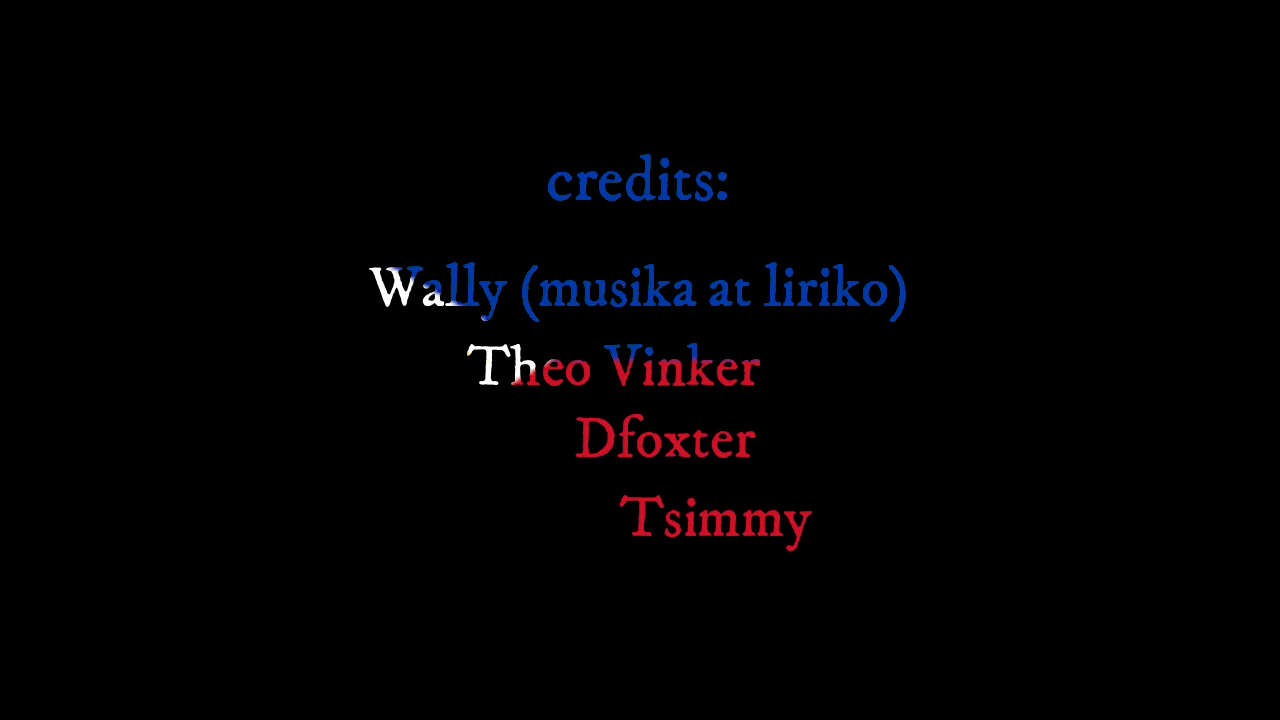 credits:
Wally (musika at liriko)
Theo Vinker
Dfoxter
Tsimmy